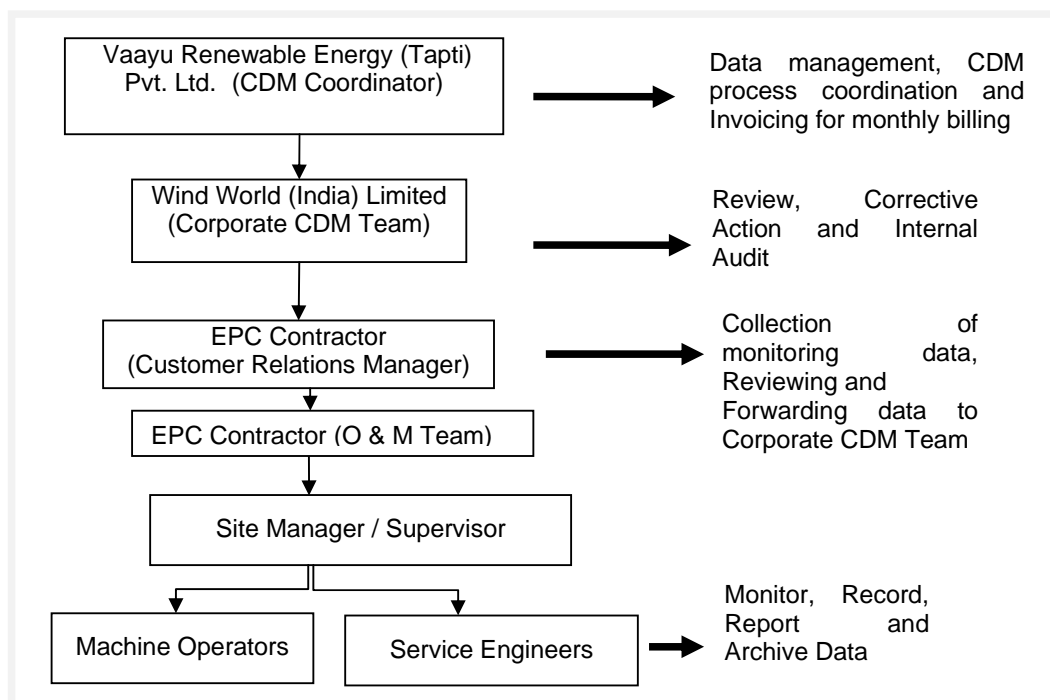 Vaayu Renewable Energy (Tapti)
Pvt. Ltd. (CDM Coordinator)
Data management, CDM
process coordination and
Invoicing for monthly billing
Wind World (India) Limited
(Corporate CDM Team)
Review, Corrective
Action and Internal
Audit
EPC Contractor
(Customer Relations Manager)
Collection of
monitoring data,
Reviewing and
Forwarding data to
Corporate CDM Team
EPC Contractor (O & M Team)
Site Manager / Supervisor
Machine Operators
Service Engineers
Monitor, Record,
Report and
Archive Data